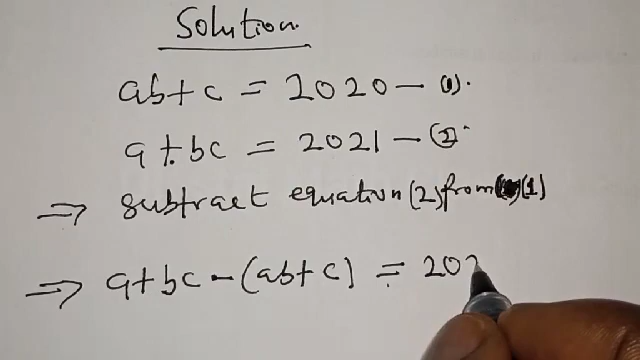 Solution.
ab+c = 2020 — (1).
a+bc = 2021 — (2)
⇒ subtract equation (2) from (1)
⇒ a+bc - (ab+c) = 202